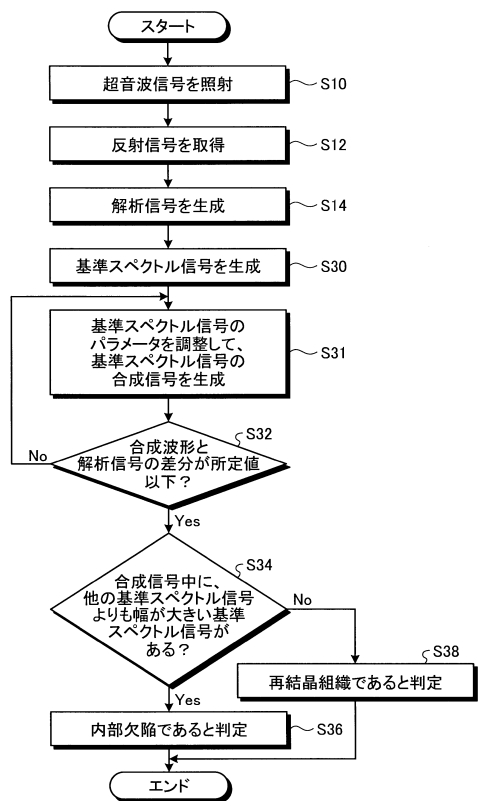 スタート
超音波信号を照射
S10
反射信号を取得
S12
解析信号を生成
S14
基準スペクトル信号を生成
S30
基準スペクトル信号の
パラメータを調整して、
基準スペクトル信号の
合成信号を生成
S31
S32
合成波形と
解析信号の差分が所定値
以下?
No
Yes
S34
合成信号中に、
他の基準スペクトル信号
よりも幅が大きい基準
スペクトル信号が
ある?
No
S38
再結晶組織であると判定
Yes
内部欠陥であると判定
S36
エンド